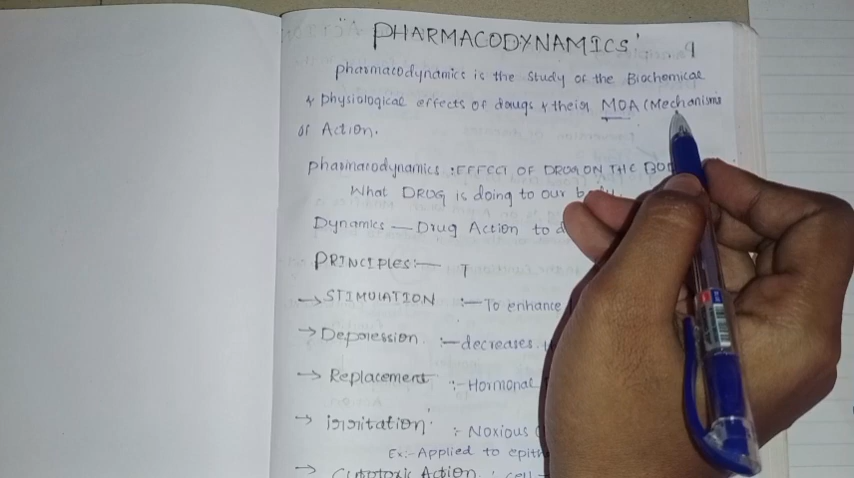 "PHARMACODYNAMICS'
9
pharmacodynamics is the study of the Biochemical
& physiological effects of drugs & their MOA (Mechanisms
of Action.
pharmacodynamics : EFFECT OF DRUG ON THE
What DRUG is doing to our
Dynamics — Drug Action to
PRINCIPles:— T
→ STIMULATION :— To enhance
→ Depression :— decreases
→ Replacement :- Hormonal
→ irritation :- Noxious
Ex:- Applied to
→ Cytotoxic Action : cell